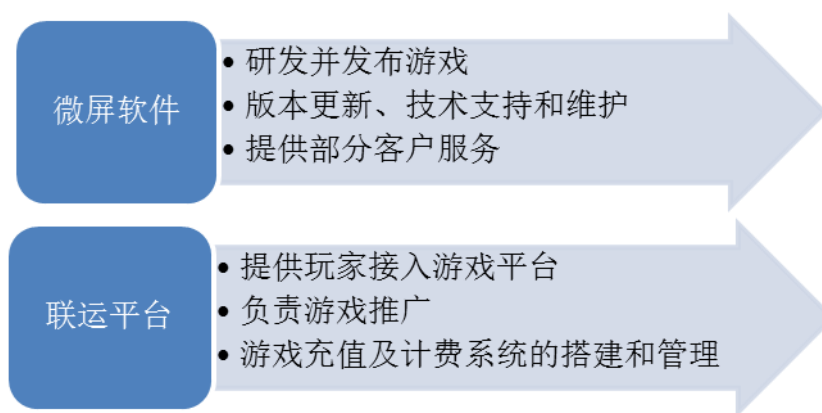 微屏软件
• 研发并发布游戏
• 版本更新、技术支持和维护
• 提供部分客户服务
联运平台
• 提供玩家接入游戏平台
• 负责游戏推广
• 游戏充值及计费系统的搭建和管理